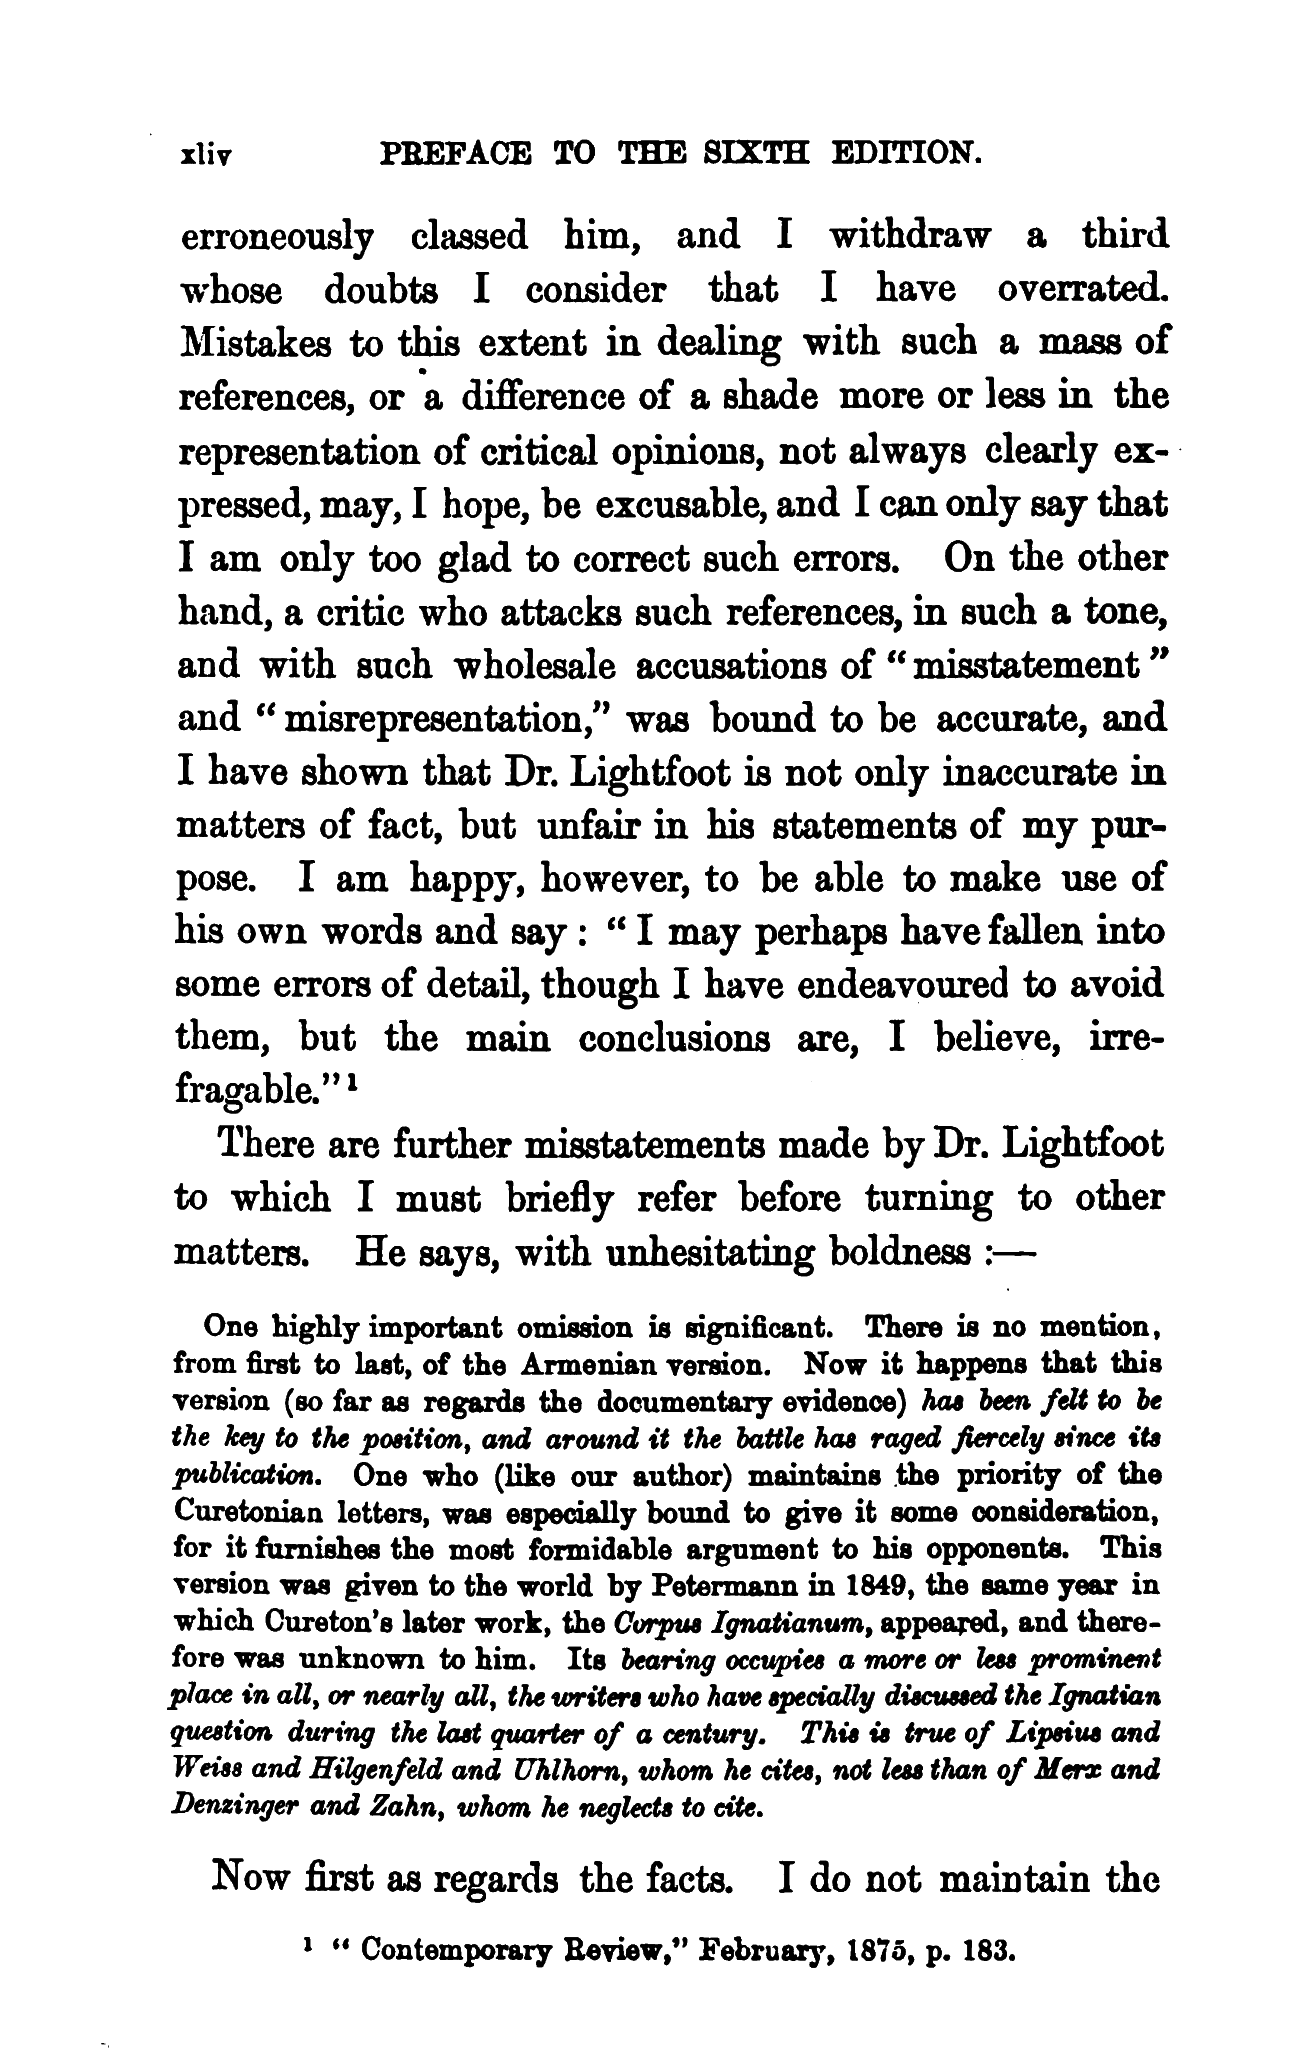 xliv PREFACE TO THE SIXTH EDITION.
erroneously classed him, and I withdraw a third
whose doubts I consider that I have overrated.
Mistakes to this extent in dealing with such a mass of
references, or a difference of a shade more or less in the
representation of critical opinions, not always clearly ex-
pressed, may, I hope, be excusable, and I can only say that
I am only too glad to correct such errors. On the other
hand, a critic who attacks such references, in such a tone,
and with such wholesale accusations of “misstatement”
and “misrepresentation,” was bound to be accurate, and
I have shown that Dr. Lightfoot is not only inaccurate in
matters of fact, but unfair in his statements of my pur-
pose. I am happy, however, to be able to make use of
his own words and say : “I may perhaps have fallen into
some errors of detail, though I have endeavoured to avoid
them, but the main conclusions are, I believe, irre-
fragable.”¹
There are further misstatements made by Dr. Lightfoot
to which I must briefly refer before turning to other
matters. He says, with unhesitating boldness :—
One highly important omission is significant. There is no mention,
from first to last, of the Armenian version. Now it happens that this
version (so far as regards the documentary evidence) has been felt to be
the key to the position, and around it the battle has raged fiercely since its
publication. One who (like our author) maintains the priority of the
Curetonian letters, was especially bound to give it some consideration,
for it furnishes the most formidable argument to his opponents. This
version was given to the world by Petermann in 1849, the same year in
which Cureton's later work, the Corpus Ignatianum, appeared, and there-
fore was unknown to him. Its bearing occupies a more or less prominent
place in all, or nearly all, the writers who have specially discussed the Ignatian
question during the last quarter of a century. This is true of Lipsius and
Weiss and Hilgenfeld and Uhlhorn, whom he cites, not less than of Merx and
Denzinger and Zahn, whom he neglects to cite.
Now first as regards the facts. I do not maintain the
¹ “Contemporary Review,” February, 1875, p. 183.